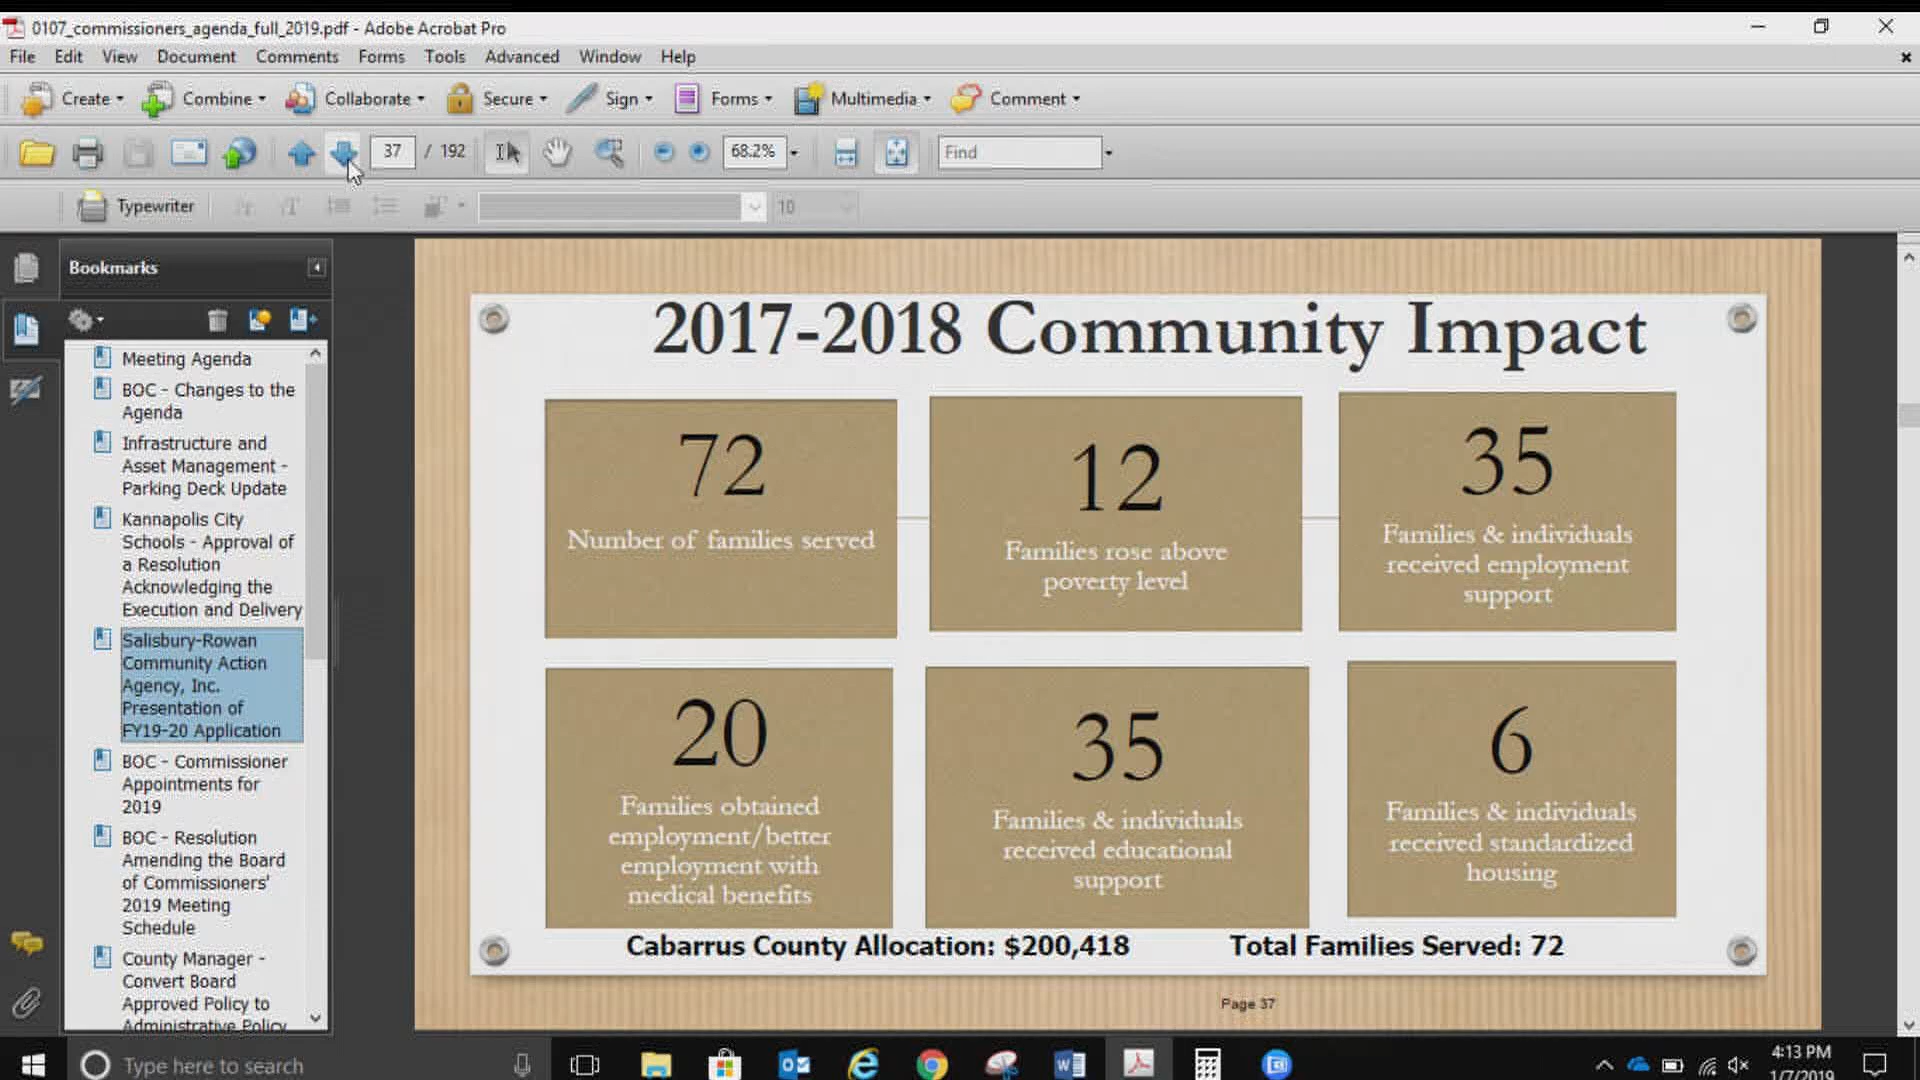 0107_commissioners_agenda_full_2019.pdf - Adobe Acrobat Pro
File Edit View Document Comments Forms Tools Advanced Window Help
Create Combine Collaborate Secure Sign Forms Multimedia Comment
37 / 192 68.2% Find
Typewriter 10
Bookmarks
Meeting Agenda
BOC - Changes to the
Agenda
Infrastructure and
Asset Management -
Parking Deck Update
Kannapolis City
Schools - Approval of
a Resolution
Acknowledging the
Execution and Delivery
Salisbury-Rowan
Community Action
Agency, Inc.
Presentation of
FY19-20 Application
BOC - Commissioner
Appointments for
2019
BOC - Resolution
Amending the Board
of Commissioners'
2019 Meeting
Schedule
County Manager -
Convert Board
Approved Policy to
Administrative Policy
2017-2018 Community Impact
72
Number of families served
12
Families rose above
poverty level
35
Families & individuals
received employment
support
20
Families obtained
employment/better
employment with
medical benefits
35
Families & individuals
received educational
support
6
Families & individuals
received standardized
housing
Cabarrus County Allocation: $200,418 Total Families Served: 72
Page 37
Type here to search
4:13 PM
1/7/2019